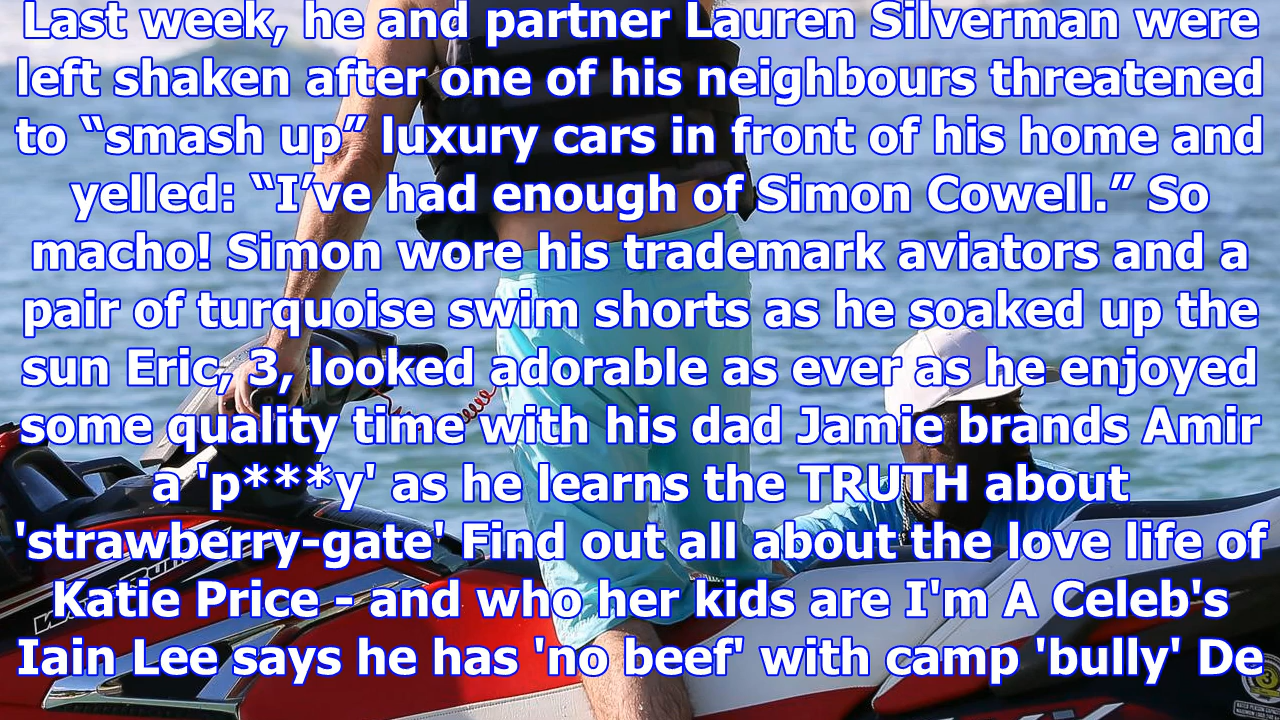 Last week, he and partner Lauren Silverman were
left shaken after one of his neighbours threatened
to “smash up” luxury cars in front of his home and
yelled: “I’ve had enough of Simon Cowell.” So
macho! Simon wore his trademark aviators and a
pair of turquoise swim shorts as he soaked up the
sun Eric, 3, looked adorable as ever as he enjoyed
some quality time with his dad Jamie brands Amir
a 'p***y' as he learns the TRUTH about
'strawberry-gate' Find out all about the love life of
Katie Price - and who her kids are I'm A Celeb's
Iain Lee says he has 'no beef' with camp 'bully' De
3